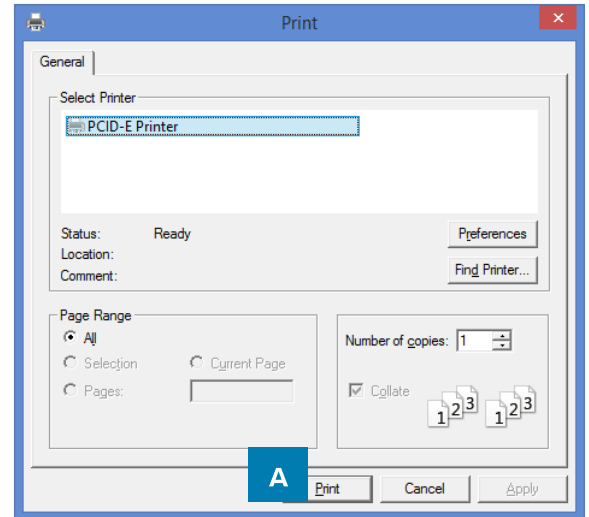 Print
General
Select Printer
PCID-E Printer
Status: Ready
Preferences
Location:
Comment:
Find Printer...
Page Range
All
Selection
Current Page
Pages:
Number of copies: 1
Collate
1 2 3 1 2 3
A
Print Cancel Apply